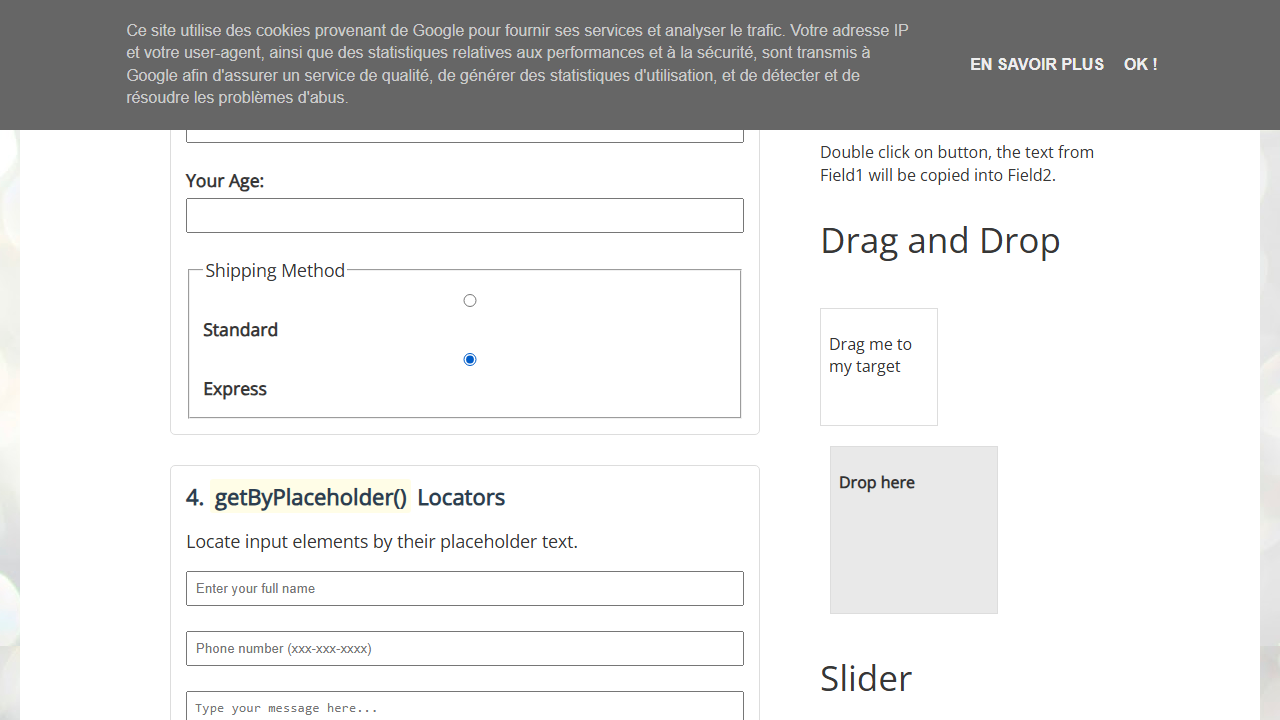 Ce site utilise des cookies provenant de Google pour fournir ses services et analyser le trafic. Votre adresse IP
et votre user-agent, ainsi que des statistiques relatives aux performances et à la sécurité, sont transmis à
Google afin d'assurer un service de qualité, de générer des statistiques d'utilisation, et de détecter et de
résoudre les problèmes d'abus.
EN SAVOIR PLUS OK !
Your Age:
Shipping Method
Standard
Express
4. getByPlaceholder() Locators
Locate input elements by their placeholder text.
Enter your full name
Phone number (xxx-xxx-xxxx)
Type your message here...
Double click on button, the text from
Field1 will be copied into Field2.
Drag and Drop
Drag me to
my target
Drop here
Slider